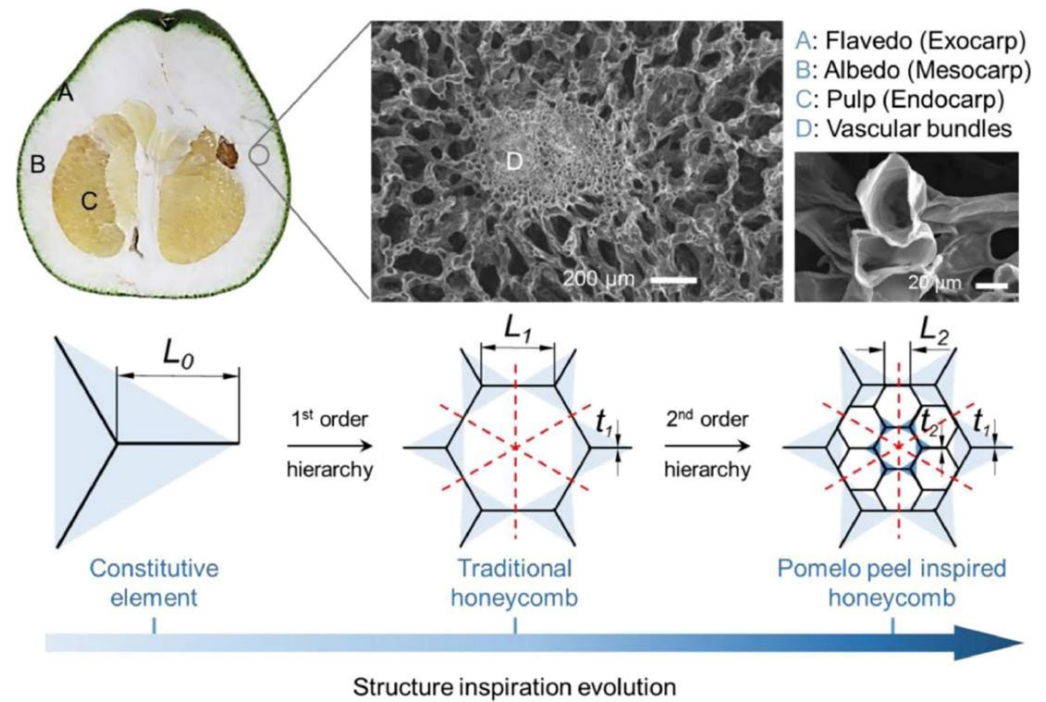 A
B
C
D
200 μm
A: Flavedo (Exocarp)
B: Albedo (Mesocarp)
C: Pulp (Endocarp)
D: Vascular bundles
20 μm
L0
1st order
hierarchy
L1
t1
2nd order
hierarchy
L2
t2
t1
Constitutive
element
Traditional
honeycomb
Pomelo peel inspired
honeycomb
Structure inspiration evolution